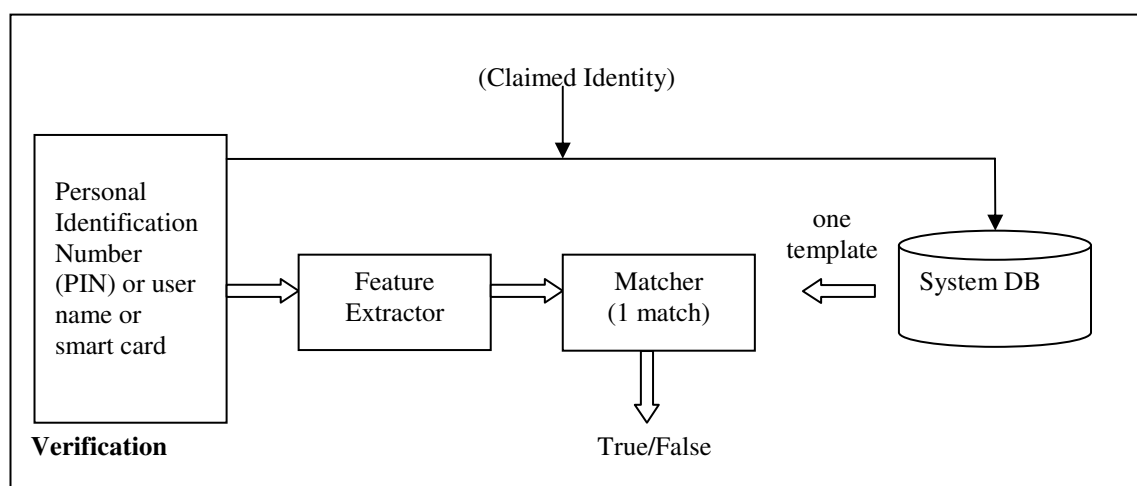 (Claimed Identity)
Personal
Identification
Number
(PIN) or user
name or
smart card
Feature
Extractor
Matcher
(1 match)
one
template
System DB
Verification
True/False